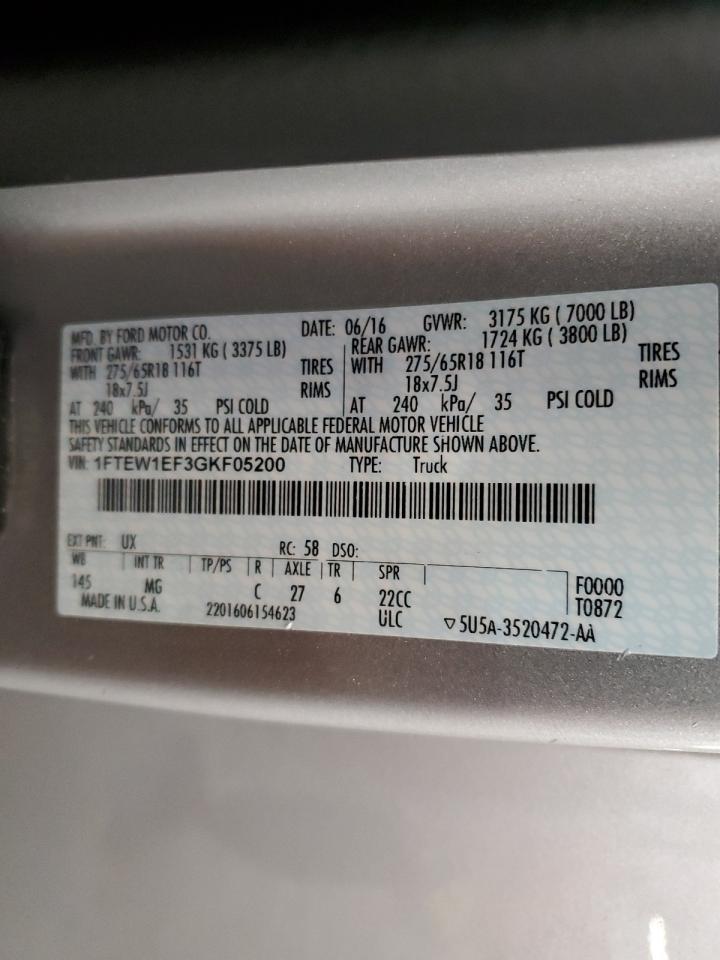 MFD. BY FORD MOTOR CO. DATE: 06/16 GVWR: 3175 KG ( 7000 LB)
FRONT GAWR: 1531 KG ( 3375 LB) REAR GAWR: 1724 KG ( 3800 LB)
WITH 275/65R18 116T TIRES WITH 275/65R18 116T TIRES
18x7.5J RIMS 18x7.5J RIMS
AT 240 kPa/ 35 PSI COLD AT 240 kPa/ 35 PSI COLD
THIS VEHICLE CONFORMS TO ALL APPLICABLE FEDERAL MOTOR VEHICLE
SAFETY STANDARDS IN EFFECT ON THE DATE OF MANUFACTURE SHOWN ABOVE.
VIN: 1FTEW1EF3GKF05200 TYPE: Truck
EXT PNT: UX RC: 58 DSO:
WB INT TR TP/PS R AXLE TR SPR
145 MG C 27 6 22CC F0000
MADE IN U.S.A. 2201606154623 ULC T0872
▽5U5A-3520472-AA